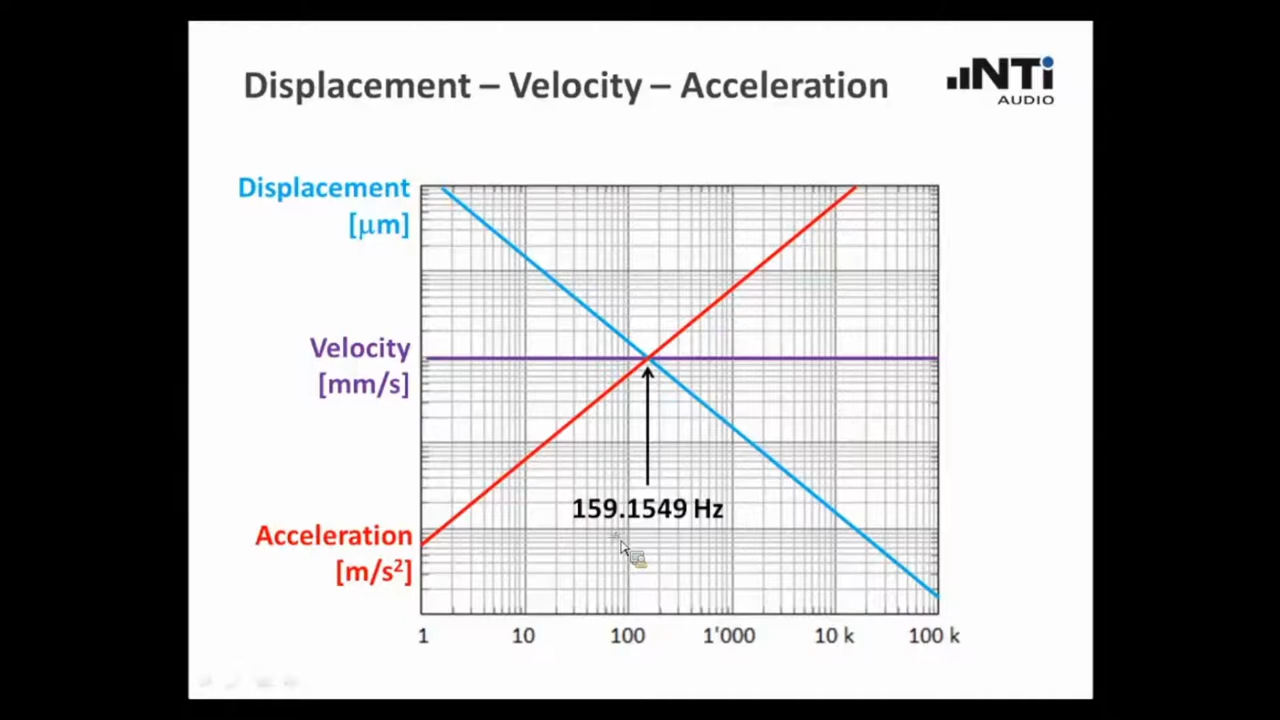 Displacement – Velocity – Acceleration
NTi
AUDIO
Displacement
[µm]
Velocity
[mm/s]
159.1549 Hz
Acceleration
[m/s²]
1 10 100 1'000 10 k 100 k